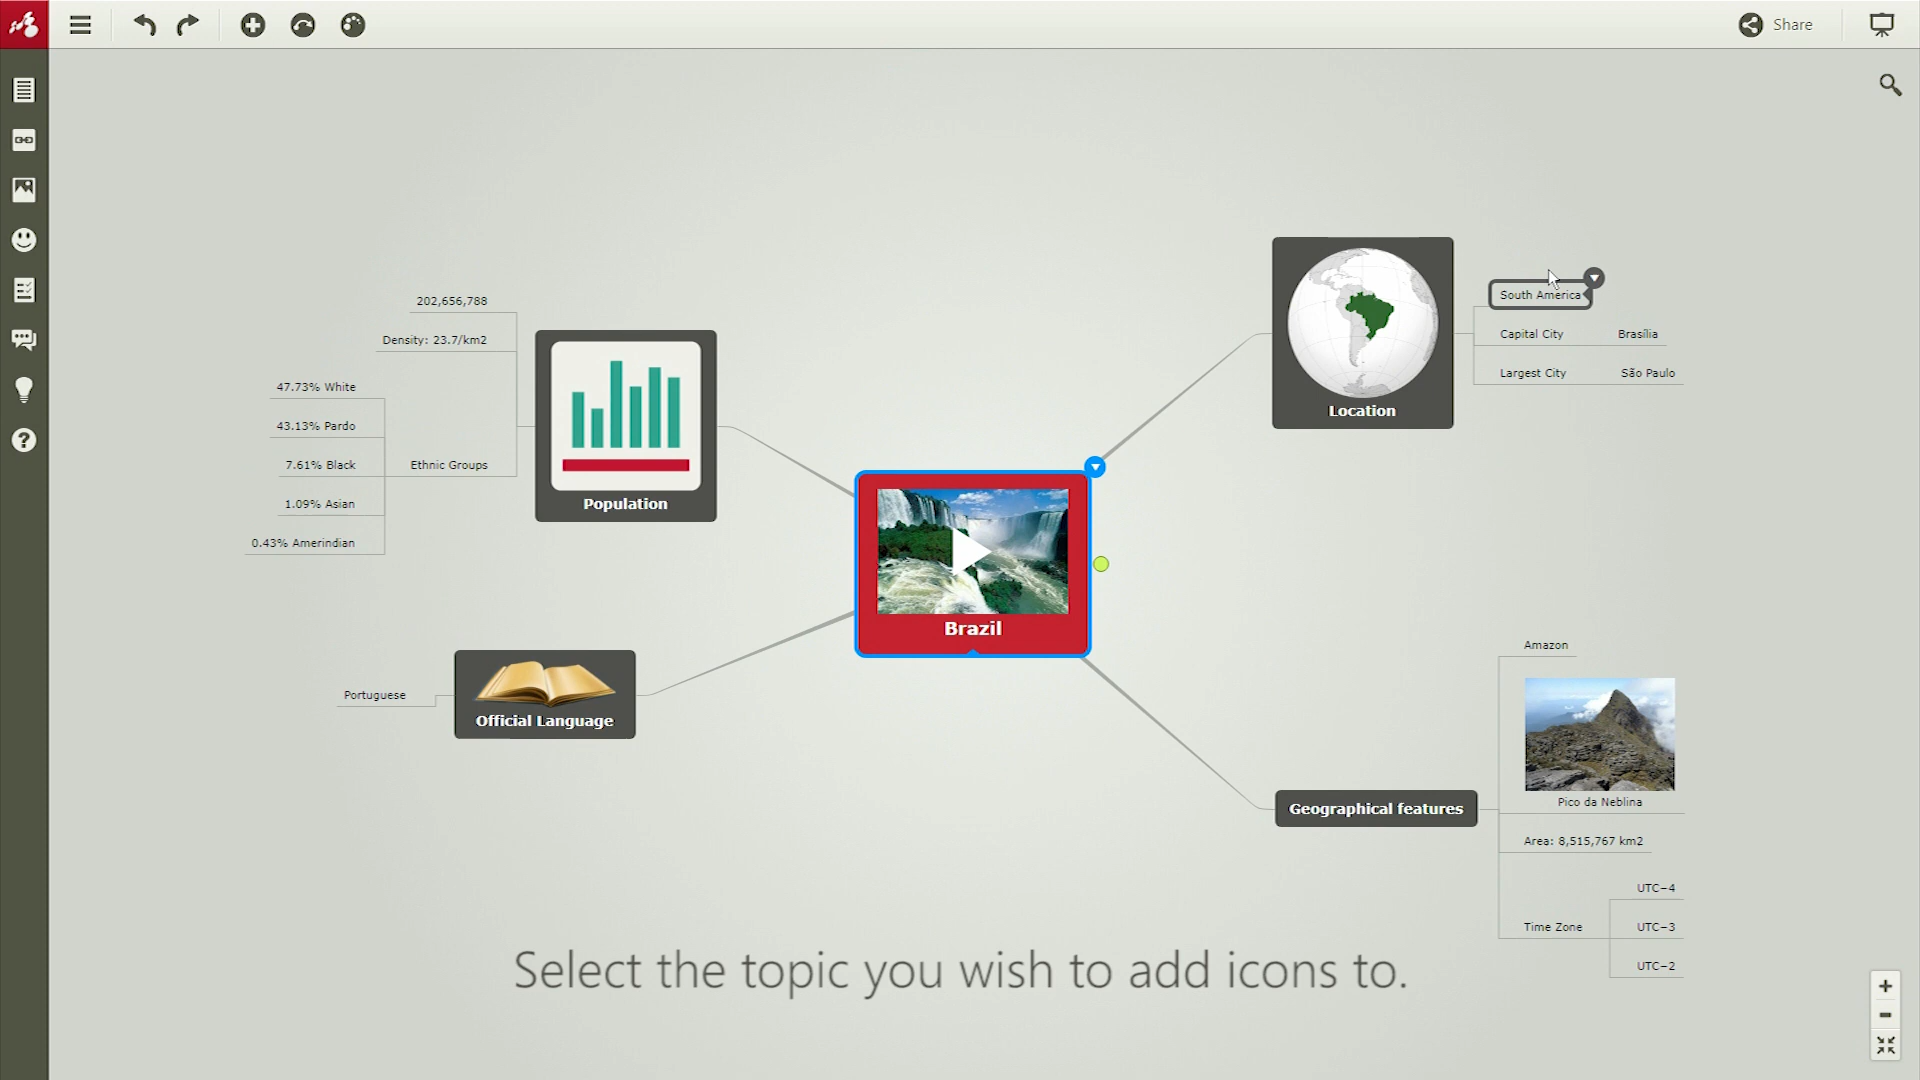 Share
202,656,788
Density: 23.7/km2
47.73% White
43.13% Pardo
7.61% Black
Ethnic Groups
1.09% Asian
0.43% Amerindian
Population
Portuguese
Official Language
Brazil
Location
South America
Capital City
Brasília
Largest City
São Paulo
Geographical features
Amazon
Pico da Neblina
Area: 8,515,767 km2
Time Zone
UTC−4
UTC−3
UTC−2
Select the topic you wish to add icons to.